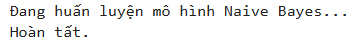 Đang huấn luyện mô hình Naive Bayes...
Hoàn tất.